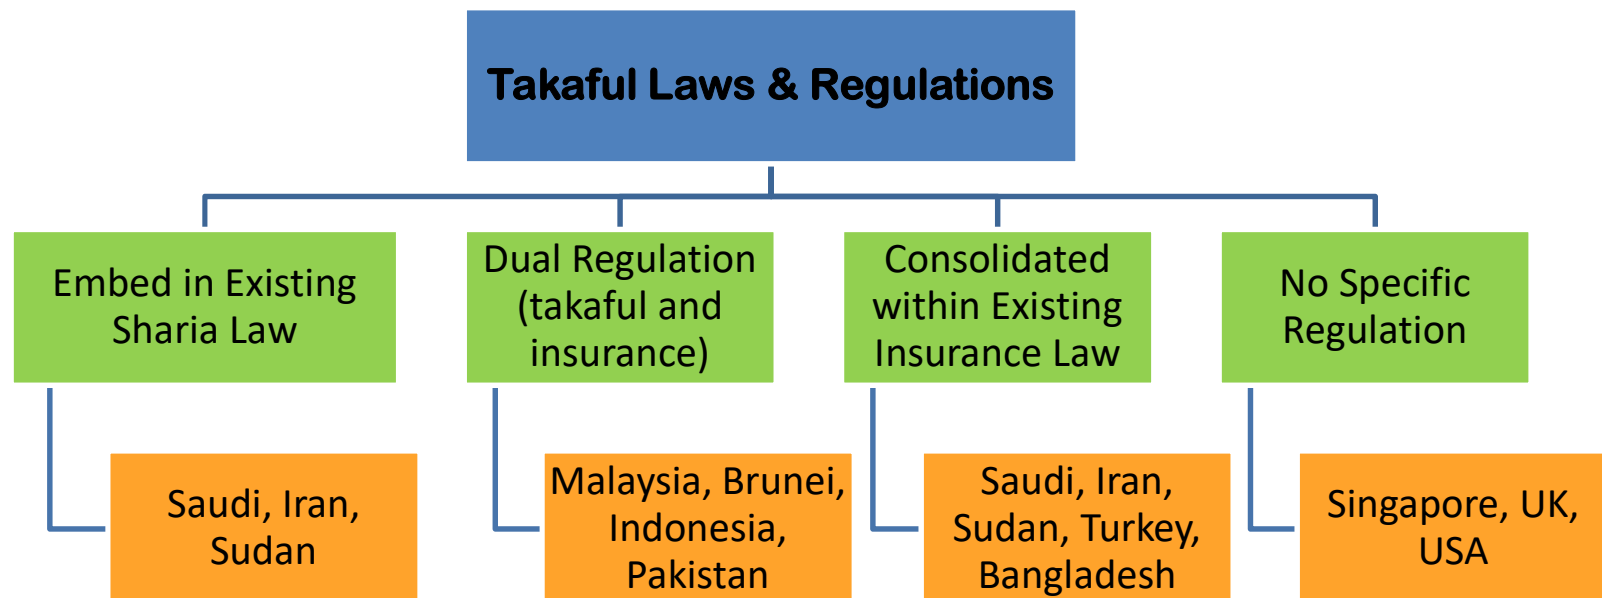 Takaful Laws & Regulations
Embed in Existing
Sharia Law
Dual Regulation
(takaful and
insurance)
Consolidated
within Existing
Insurance Law
No Specific
Regulation
Saudi, Iran,
Sudan
Malaysia, Brunei,
Indonesia,
Pakistan
Saudi, Iran,
Sudan, Turkey,
Bangladesh
Singapore, UK,
USA